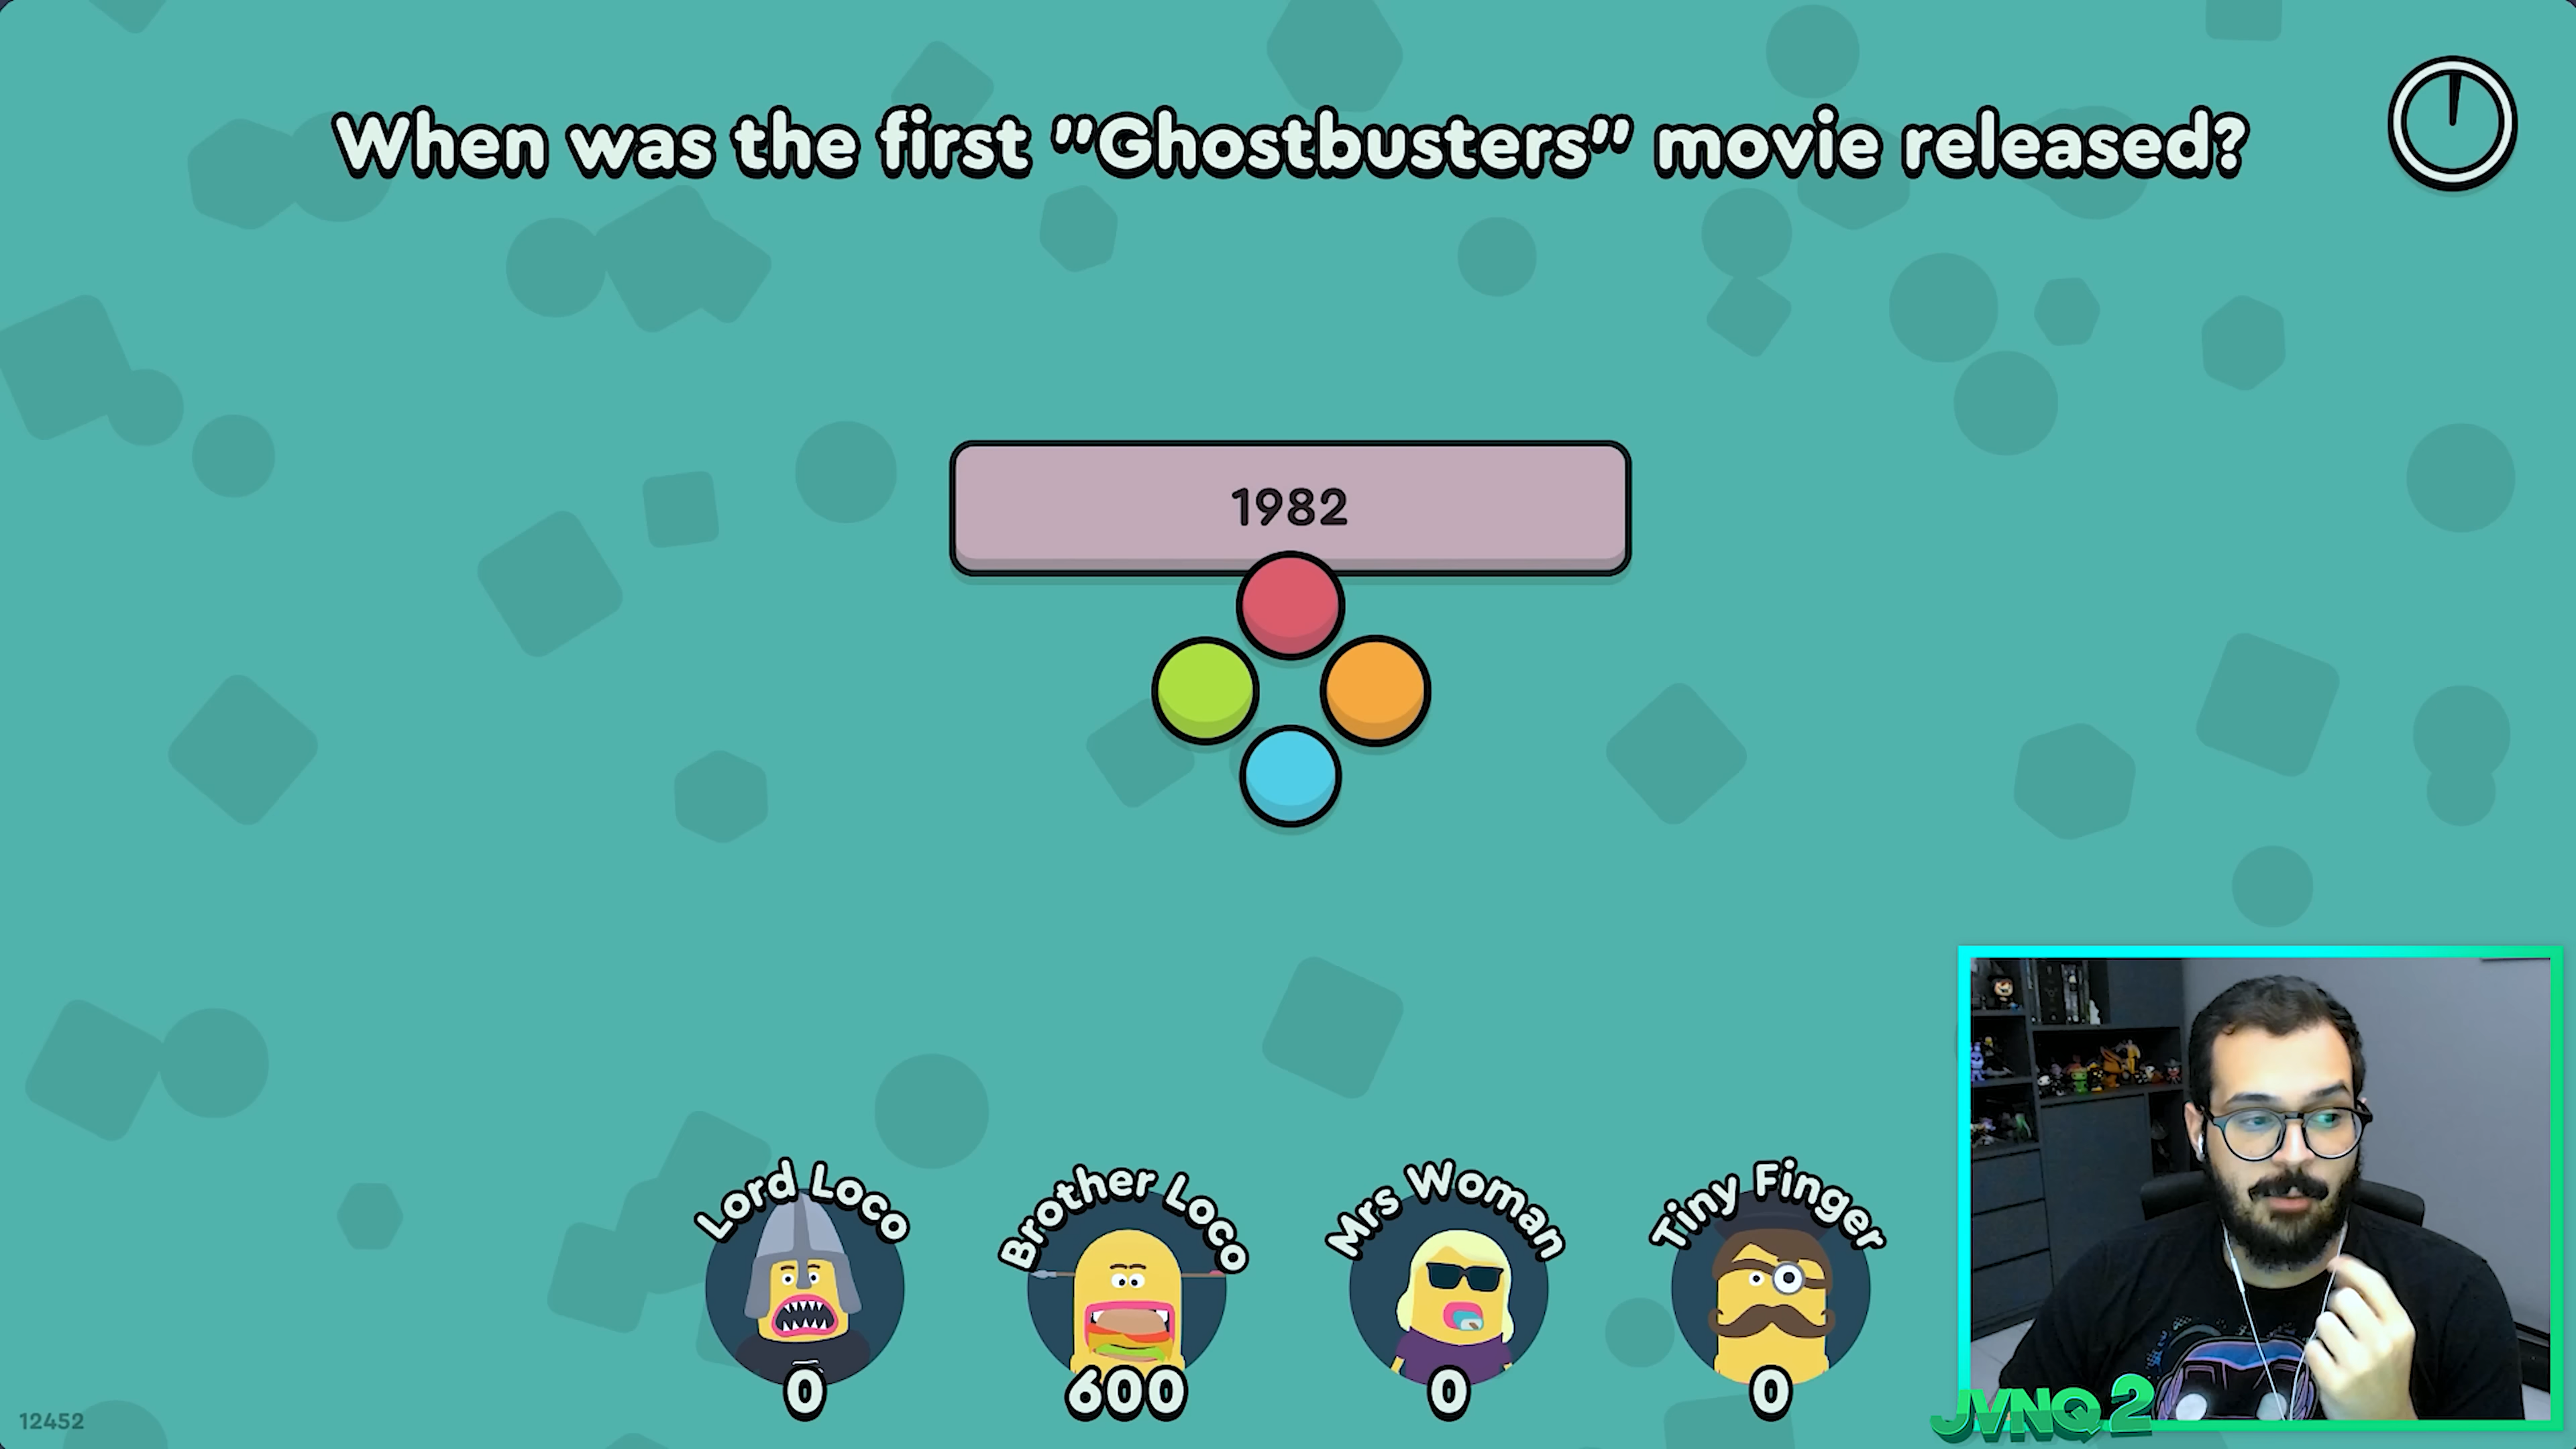 When was the first "Ghostbusters" movie released?
1982
Lord Loco
Brother Loco
Mrs Woman
Tiny Finger
0
600
0
0
12452
JVNQ 2